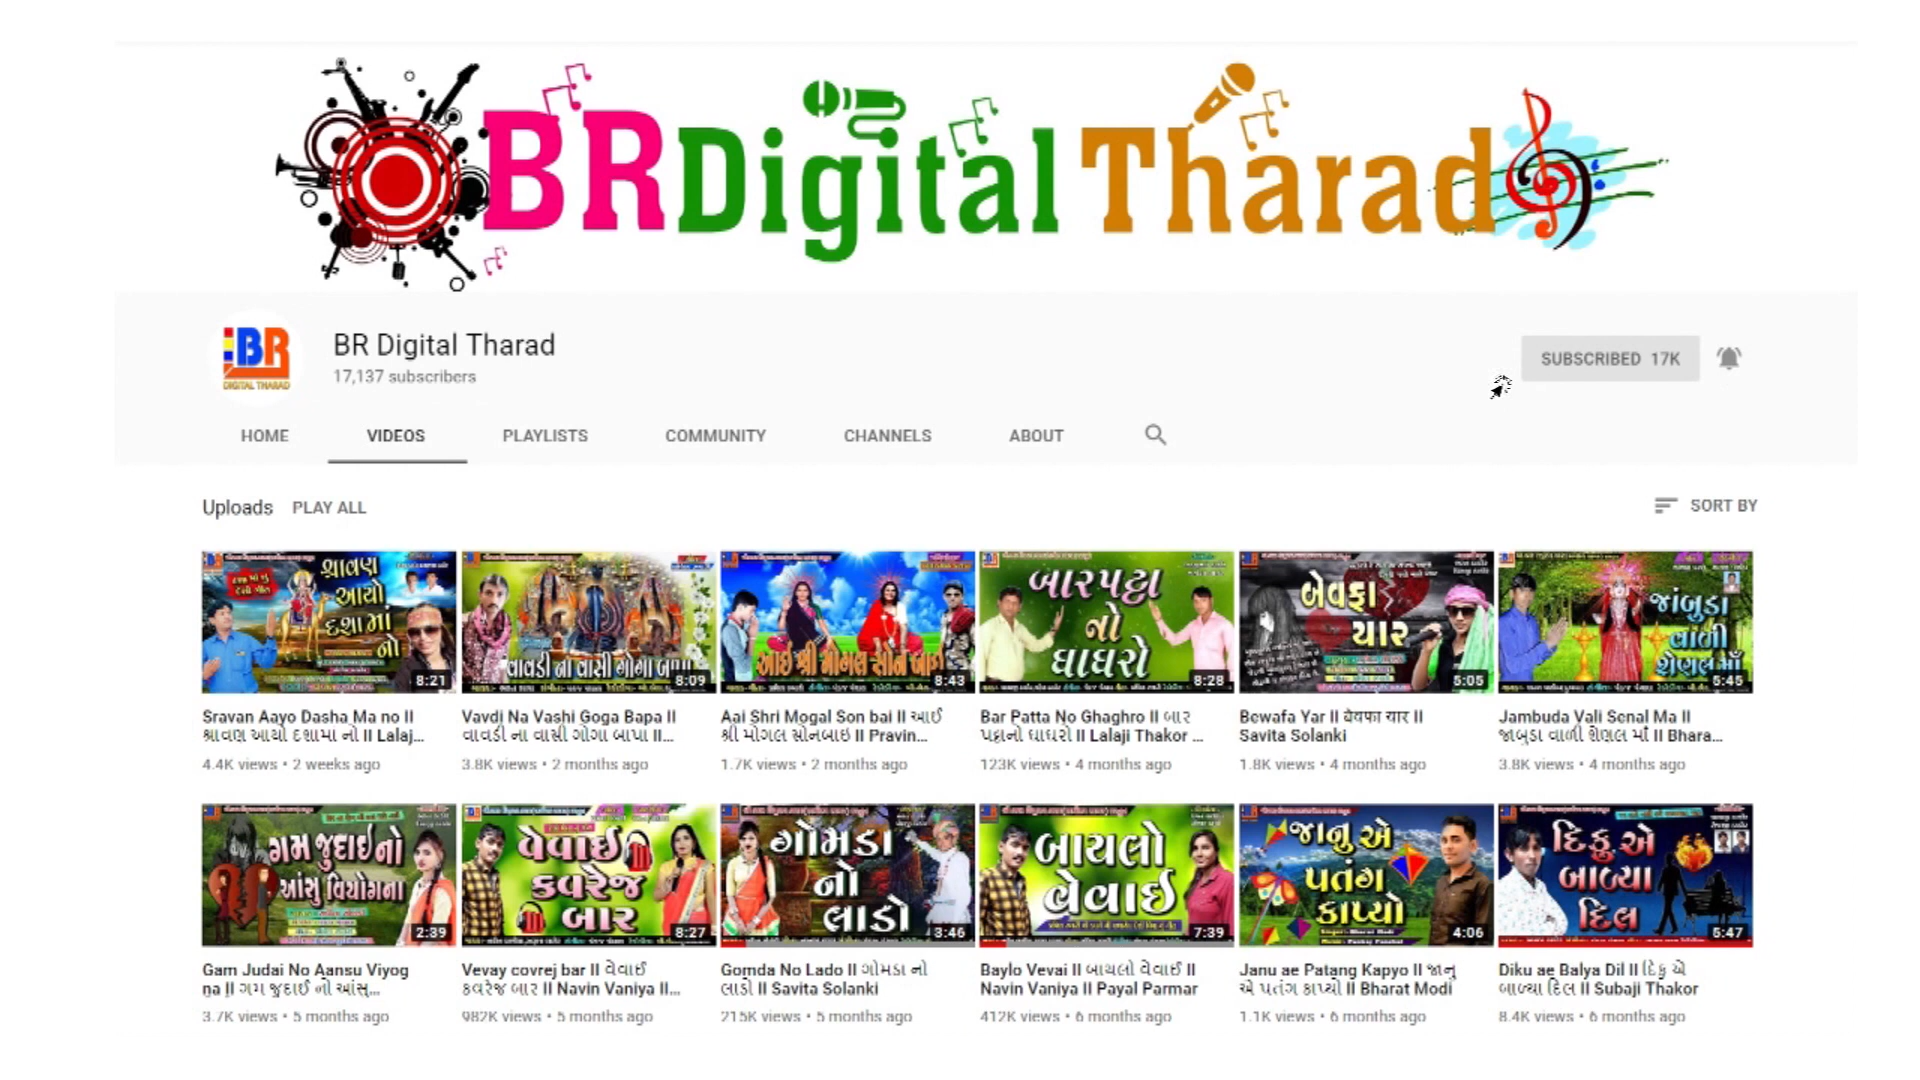 BR Digital Tharad
BR
DIGITAL THARAD
BR Digital Tharad
17,137 subscribers
SUBSCRIBED 17K
HOME VIDEOS PLAYLISTS COMMUNITY CHANNELS ABOUT
Uploads PLAY ALL
SORT BY
શ્રાવણ
આયો
દશામાં
નો
8:21
વાવડી ના વાસી ગોગા બાપા
8:09
આઈ શ્રી મોગલ સોન બાઈ
8:43
બારપટ્ટા
નો
ઘાઘરો
8:28
બેવફા
યાર
5:05
જાંબુડા
વાળી
શેણલ માઁ
5:45
Sravan Aayo Dasha Ma no II
શ્રાવણ આયો દશામા નો II Lalaj...
4.4K views • 2 weeks ago
Vavdi Na Vashi Goga Bapa II
વાવડી ના વાસી ગોગા બાપા II...
3.8K views • 2 months ago
Aai Shri Mogal Son bai II આઈ
શ્રી મોગલ સોનબાઇ II Pravin...
1.7K views • 2 months ago
Bar Patta No Ghaghro II બાર
પટ્ટાનો ઘાઘરો II Lalaji Thakor ...
123K views • 4 months ago
Bewafa Yar II बेवफा यार II
Savita Solanki
1.8K views • 4 months ago
Jambuda Vali Senal Ma II
જાંબુડા વાળી શેણલ માઁ II Bhara...
3.8K views • 4 months ago
ગમ જુદાઇ નો
આંસુ વિયોગના
2:39
વેવાઈ
કવરેજ
બાર
8:27
ગોમડા
નો
લાડો
3:46
બાયલો
વેવાઈ
7:39
જાનુ એ
પતંગ
કાપ્યો
4:06
દિકુ એ
બાળ્યા
દિલ
5:47
Gam Judai No Aansu Viyog
na II ગમ જુદાઈ નો આંસુ...
3.7K views • 5 months ago
Vevay covrej bar II વેવાઈ
કવરેજ બાર II Navin Vaniya II...
982K views • 5 months ago
Gomda No Lado II ગોમડા નો
લાડો II Savita Solanki
215K views • 5 months ago
Baylo Vevai II બાયલો વેવાઈ II
Navin Vaniya II Payal Parmar
412K views • 6 months ago
Janu ae Patang Kapyo II જાનુ
એ પતંગ કાપ્યો II Bharat Modi
1.1K views • 6 months ago
Diku ae Balya Dil II દિકુ એ
બાળ્યા દિલ II Subaji Thakor
8.4K views • 6 months ago